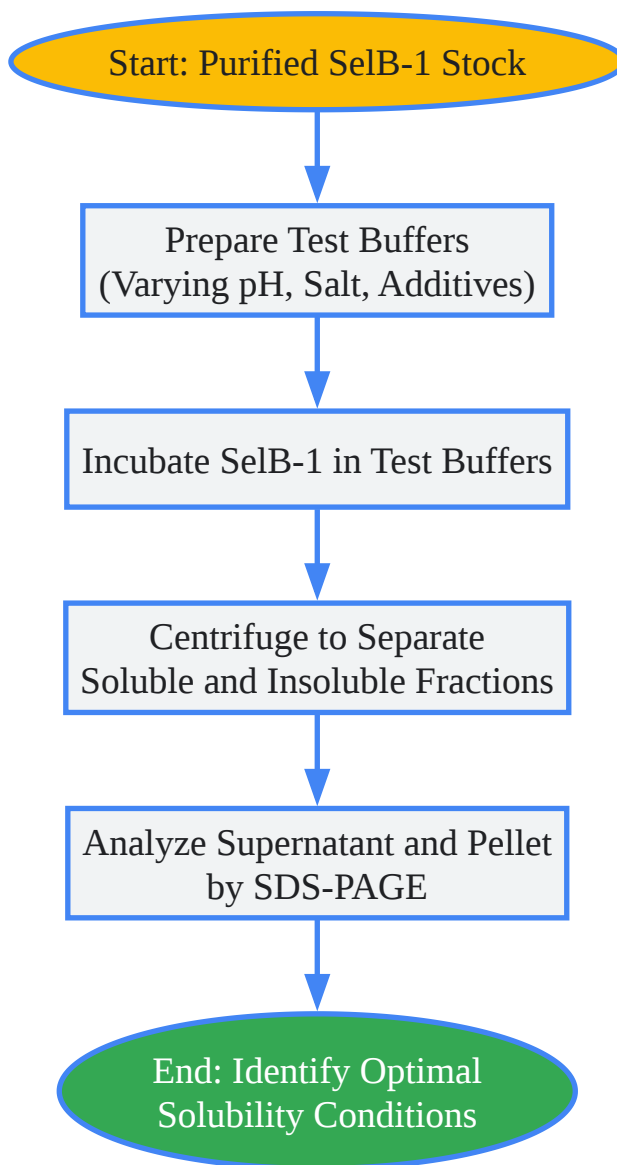 Start: Purified SelB-1 Stock
Prepare Test Buffers
(Varying pH, Salt, Additives)
Incubate SelB-1 in Test Buffers
Centrifuge to Separate
Soluble and Insoluble Fractions
Analyze Supernatant and Pellet
by SDS-PAGE
End: Identify Optimal
Solubility Conditions